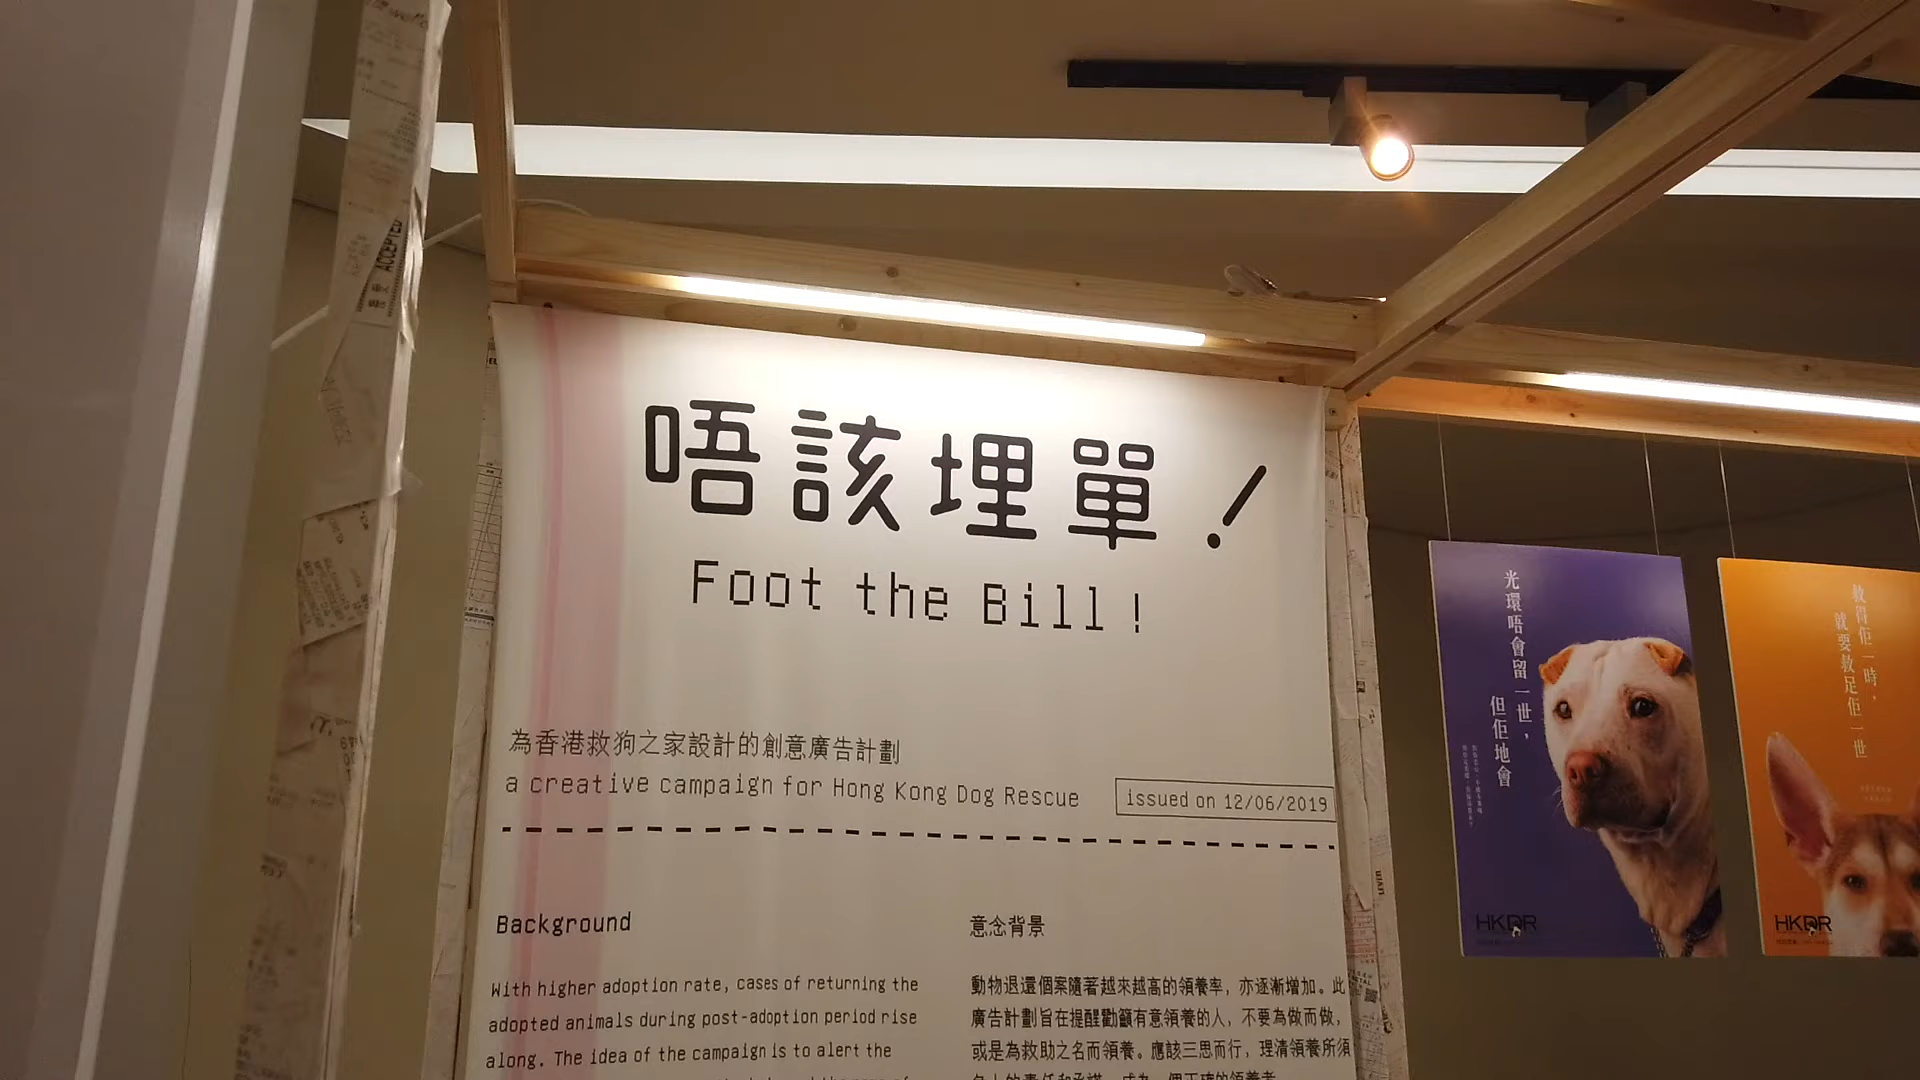 唔該埋單！
Foot the Bill!
為香港救狗之家設計的創意廣告計劃
a creative campaign for Hong Kong Dog Rescue
issued on 12/06/2019
Background
With higher adoption rate, cases of returning the
adopted animals during post-adoption period rise
along. The idea of the campaign is to alert the
意念背景
動物退還個案隨著越來越高的領養率，亦逐漸增加。此
廣告計劃旨在提醒勸籲有意領養的人，不要為做而做，
或是為救助之名而領養。應該三思而行，理清領養所須
光環唔會留一世，
但佢地會
HKDR
救得佢一時，
就要救足佢一世
HKDR
ACCEPTED